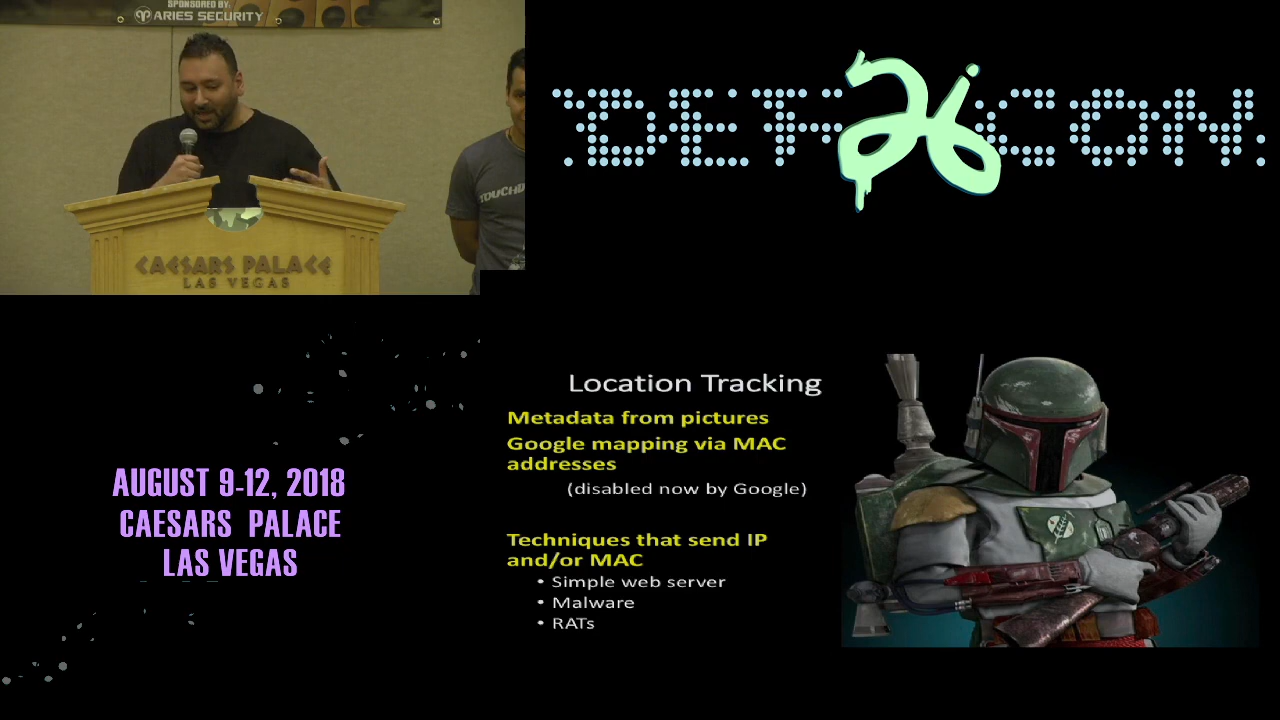 SPONSORED BY:
ARIES SECURITY
CAESARS PALACE
LAS VEGAS
DEF 26 CON
AUGUST 9-12, 2018
CAESARS PALACE
LAS VEGAS
Location Tracking
Metadata from pictures
Google mapping via MAC
addresses
(disabled now by Google)
Techniques that send IP
and/or MAC
• Simple web server
• Malware
• RATs